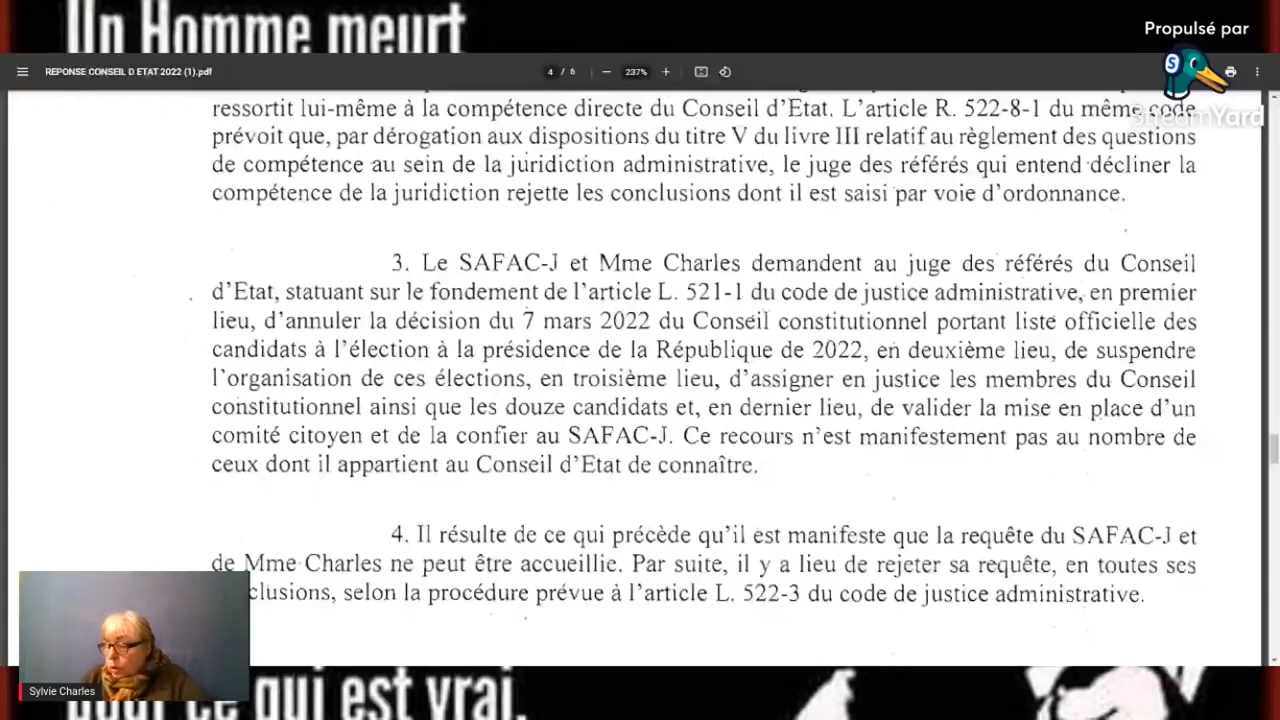 Un Homme meurt
Propulsé par
StreamYard
REPONSE CONSEIL D ETAT 2022 (1).pdf
4 / 6
237%
ressortit lui-même à la compétence directe du Conseil d'Etat. L'article R. 522-8-1 du même code
prévoit que, par dérogation aux dispositions du titre V du livre III relatif au règlement des questions
de compétence au sein de la juridiction administrative, le juge des référés qui entend décliner la
compétence de la juridiction rejette les conclusions dont il est saisi par voie d'ordonnance.
3. Le SAFAC-J et Mme Charles demandent au juge des référés du Conseil
d'Etat, statuant sur le fondement de l'article L. 521-1 du code de justice administrative, en premier
lieu, d'annuler la décision du 7 mars 2022 du Conseil constitutionnel portant liste officielle des
candidats à l'élection à la présidence de la République de 2022, en deuxième lieu, de suspendre
l'organisation de ces élections, en troisième lieu, d'assigner en justice les membres du Conseil
constitutionnel ainsi que les douze candidats et, en dernier lieu, de valider la mise en place d'un
comité citoyen et de la confier au SAFAC-J. Ce recours n'est manifestement pas au nombre de
ceux dont il appartient au Conseil d'Etat de connaître.
4. Il résulte de ce qui précède qu'il est manifeste que la requête du SAFAC-J et
de Mme Charles ne peut être accueillie. Par suite, il y a lieu de rejeter sa requête, en toutes ses
clusions, selon la procédure prévue à l'article L. 522-3 du code de justice administrative.
Sylvie Charles
pour ce qui est vrai.